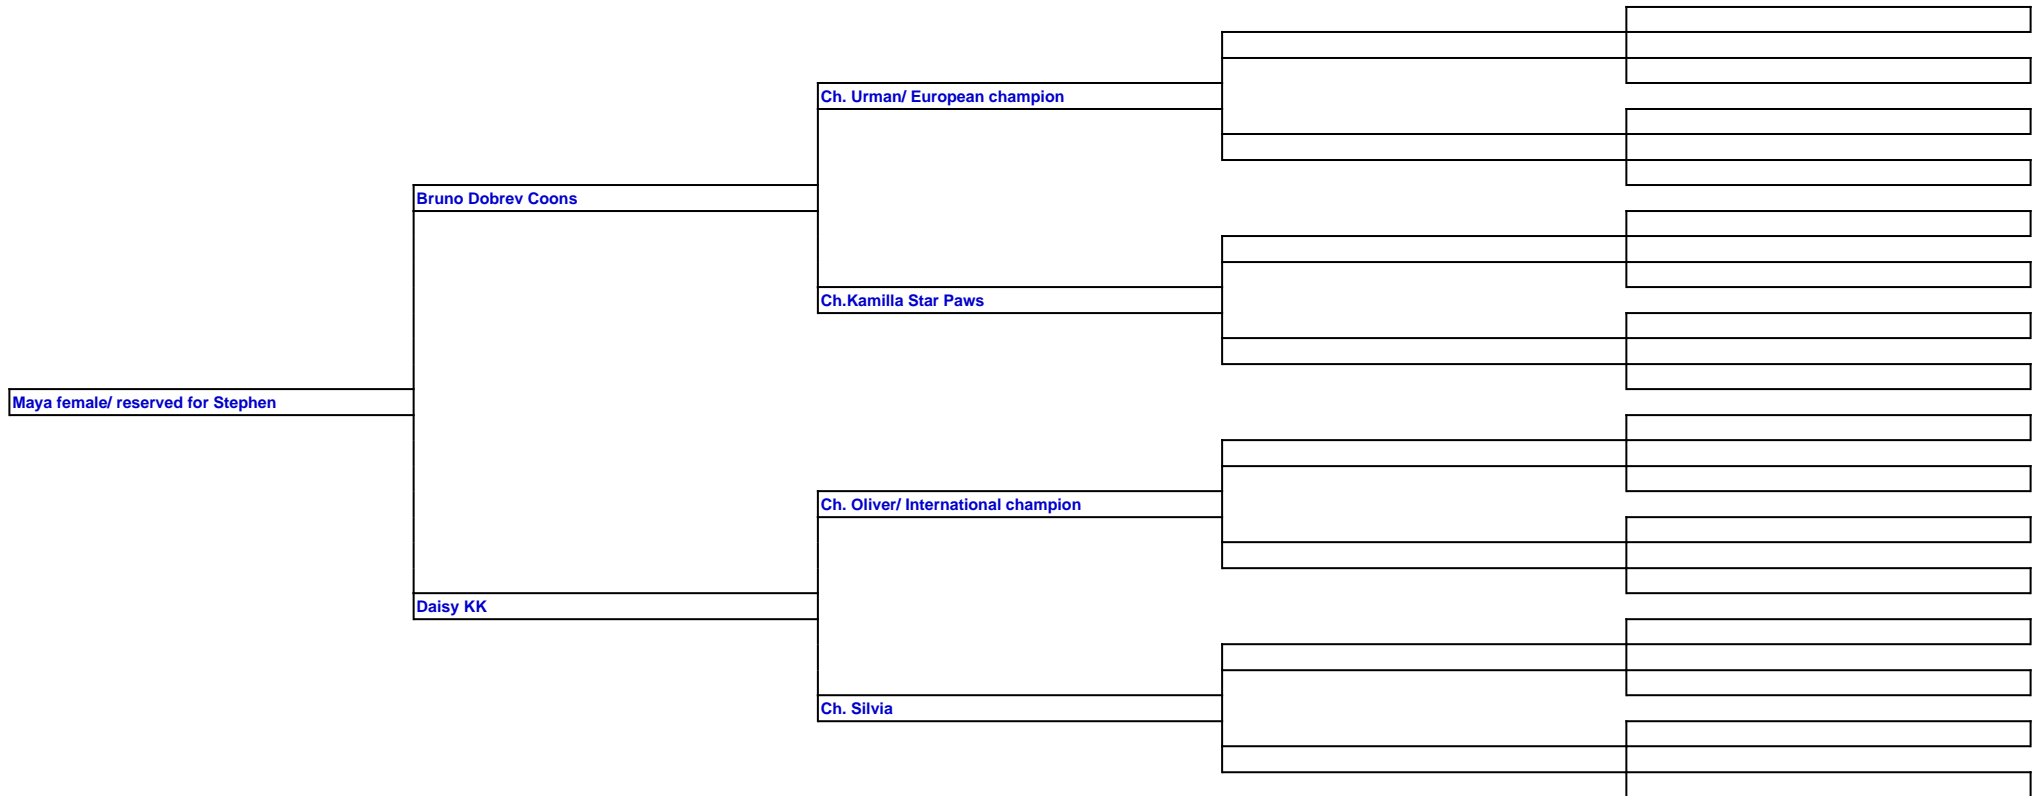 Ch. Urman/ European champion
Bruno Dobrev Coons
Ch.Kamilla Star Paws
Maya female/ reserved for Stephen
Ch. Oliver/ International champion
Daisy KK
Ch. Silvia